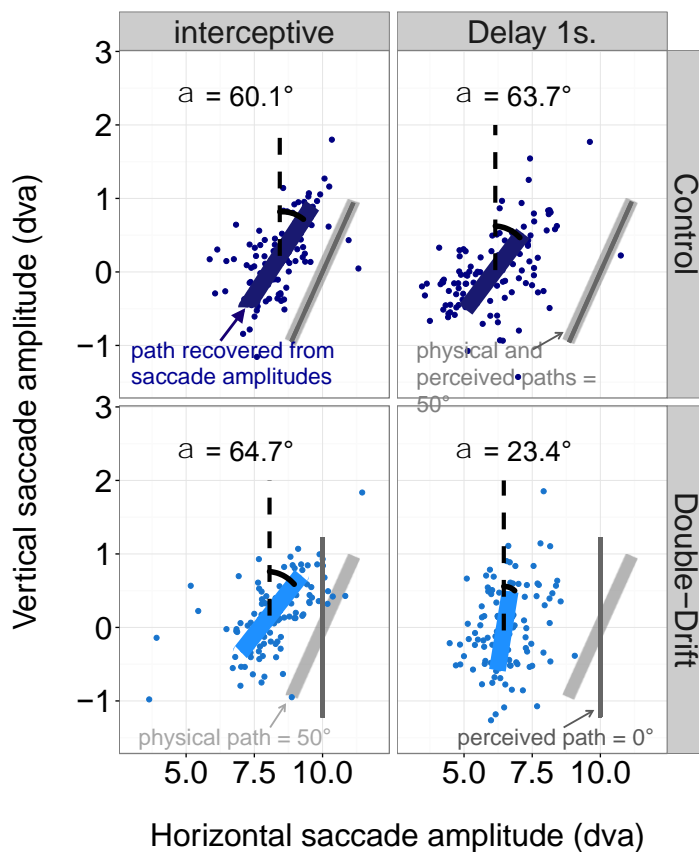 interceptive
Delay 1s.
3
2
1
0
−1
a = 60.1°
a = 63.7°
Control
path recovered from
saccade amplitudes
physical and
perceived paths =
50°
3
2
1
0
−1
a = 64.7°
a = 23.4°
Double−Drift
physical path = 50°
perceived path = 0°
5.0 7.5 10.0
5.0 7.5 10.0
Vertical saccade amplitude (dva)
Horizontal saccade amplitude (dva)